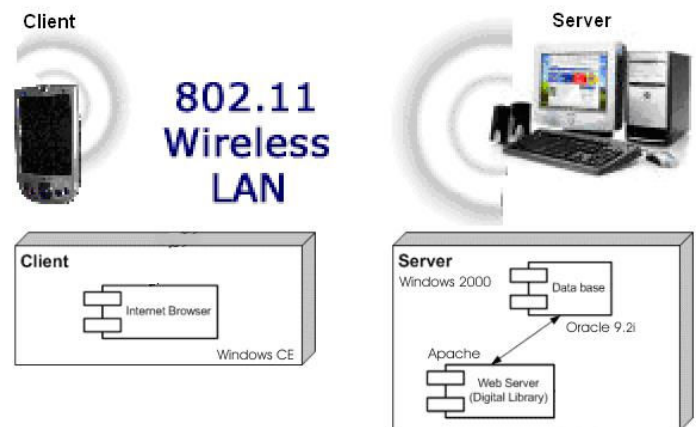 Client
Server
802.11
Wireless
LAN
Client
Internet Browser
Windows CE
Server
Windows 2000
Data base
Oracle 9.2i
Apache
Web Server
(Digital Library)